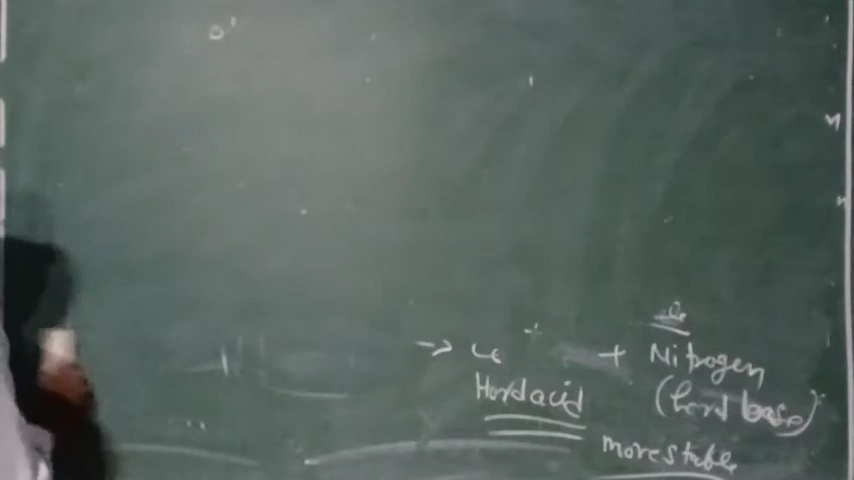 → + Nitrogen
Hard acid (hard base)
more stable